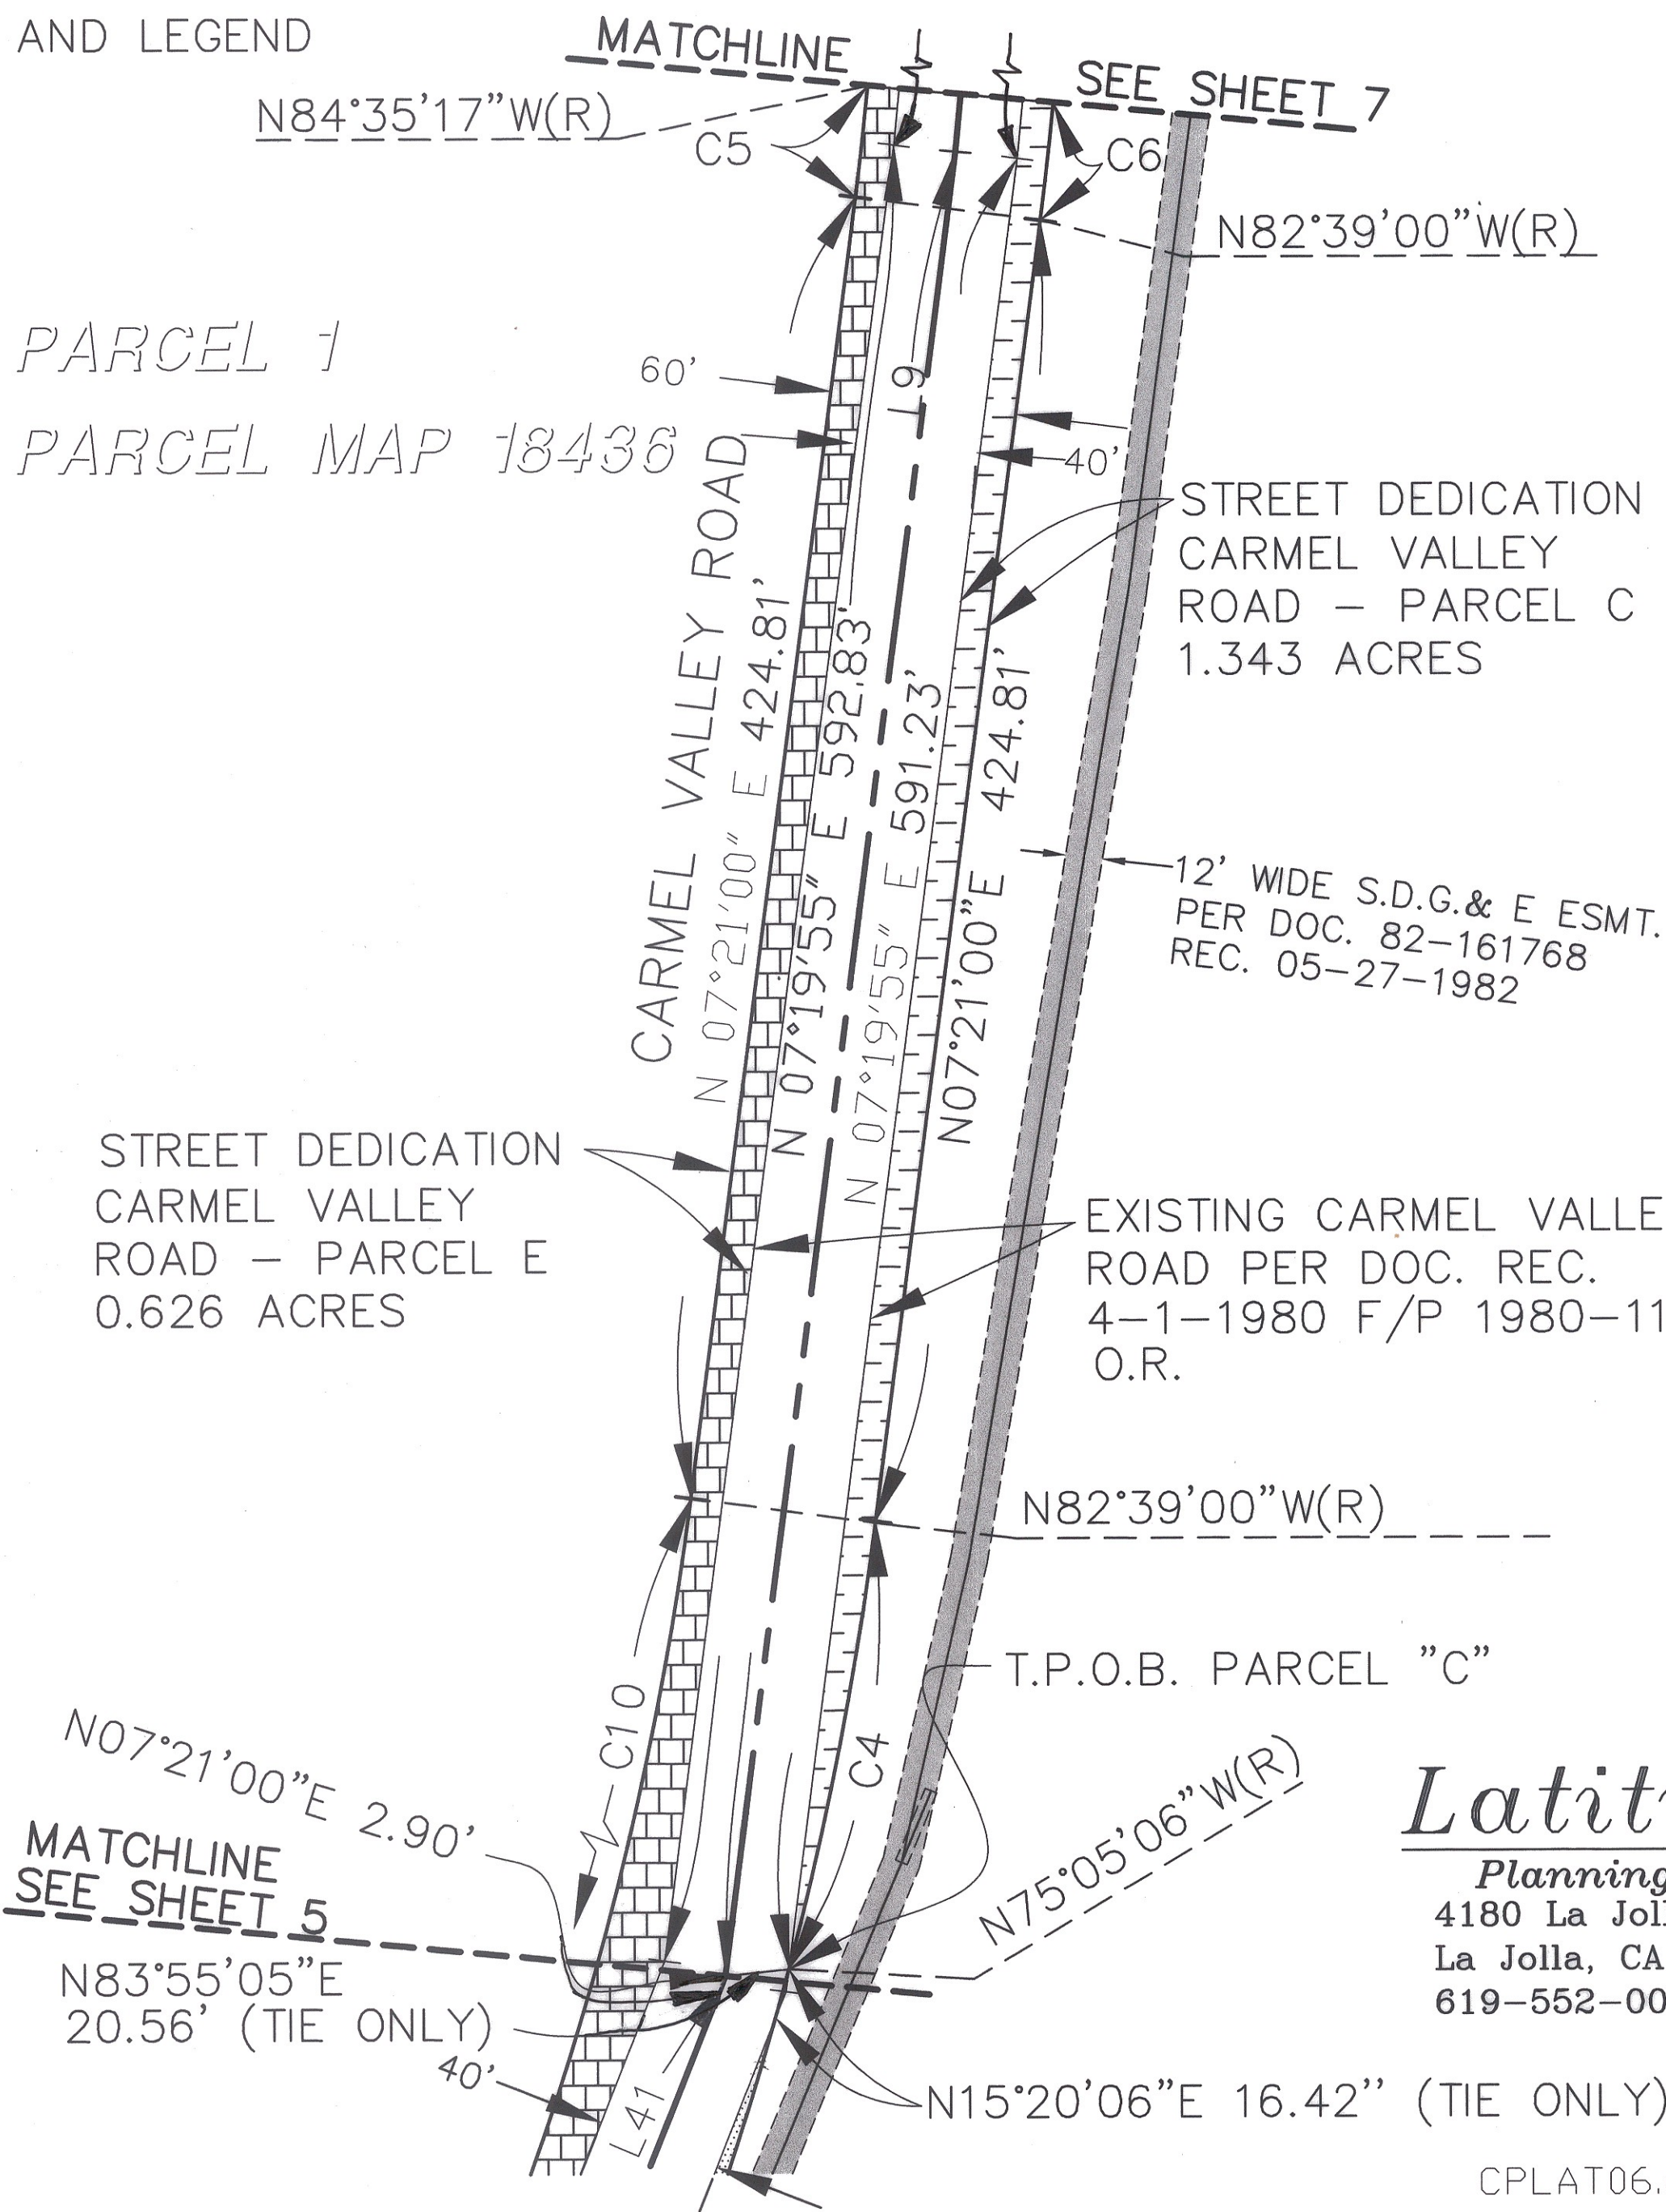 AND LEGEND
MATCHLINE
SEE SHEET 7
N84°35'17"W(R)
C5
C6
N82°39'00"W(R)
PARCEL 1
60'
L9
PARCEL MAP 18436
40'
STREET DEDICATION
CARMEL VALLEY
ROAD – PARCEL C
1.343 ACRES
CARMEL VALLEY ROAD
N 07°21'00" E 424.81'
N 07°19'55" E 592.83'
N 07°19'55" E 591.23'
N07°21'00"E 424.81'
12' WIDE S.D.G.& E ESMT.
PER DOC. 82–161768
REC. 05–27–1982
STREET DEDICATION
CARMEL VALLEY
ROAD – PARCEL E
0.626 ACRES
EXISTING CARMEL VALLE
ROAD PER DOC. REC.
4–1–1980 F/P 1980–11
O.R.
N82°39'00"W(R)
T.P.O.B. PARCEL "C"
C10
C4
N07°21'00"E 2.90'
N75°05'06"W(R)
MATCHLINE
SEE SHEET 5
N83°55'05"E
20.56' (TIE ONLY)
40'
L41
N15°20'06"E 16.42'' (TIE ONLY)
Planning
4180 La Jol
La Jolla, CA
619–552–00
CPLAT06.